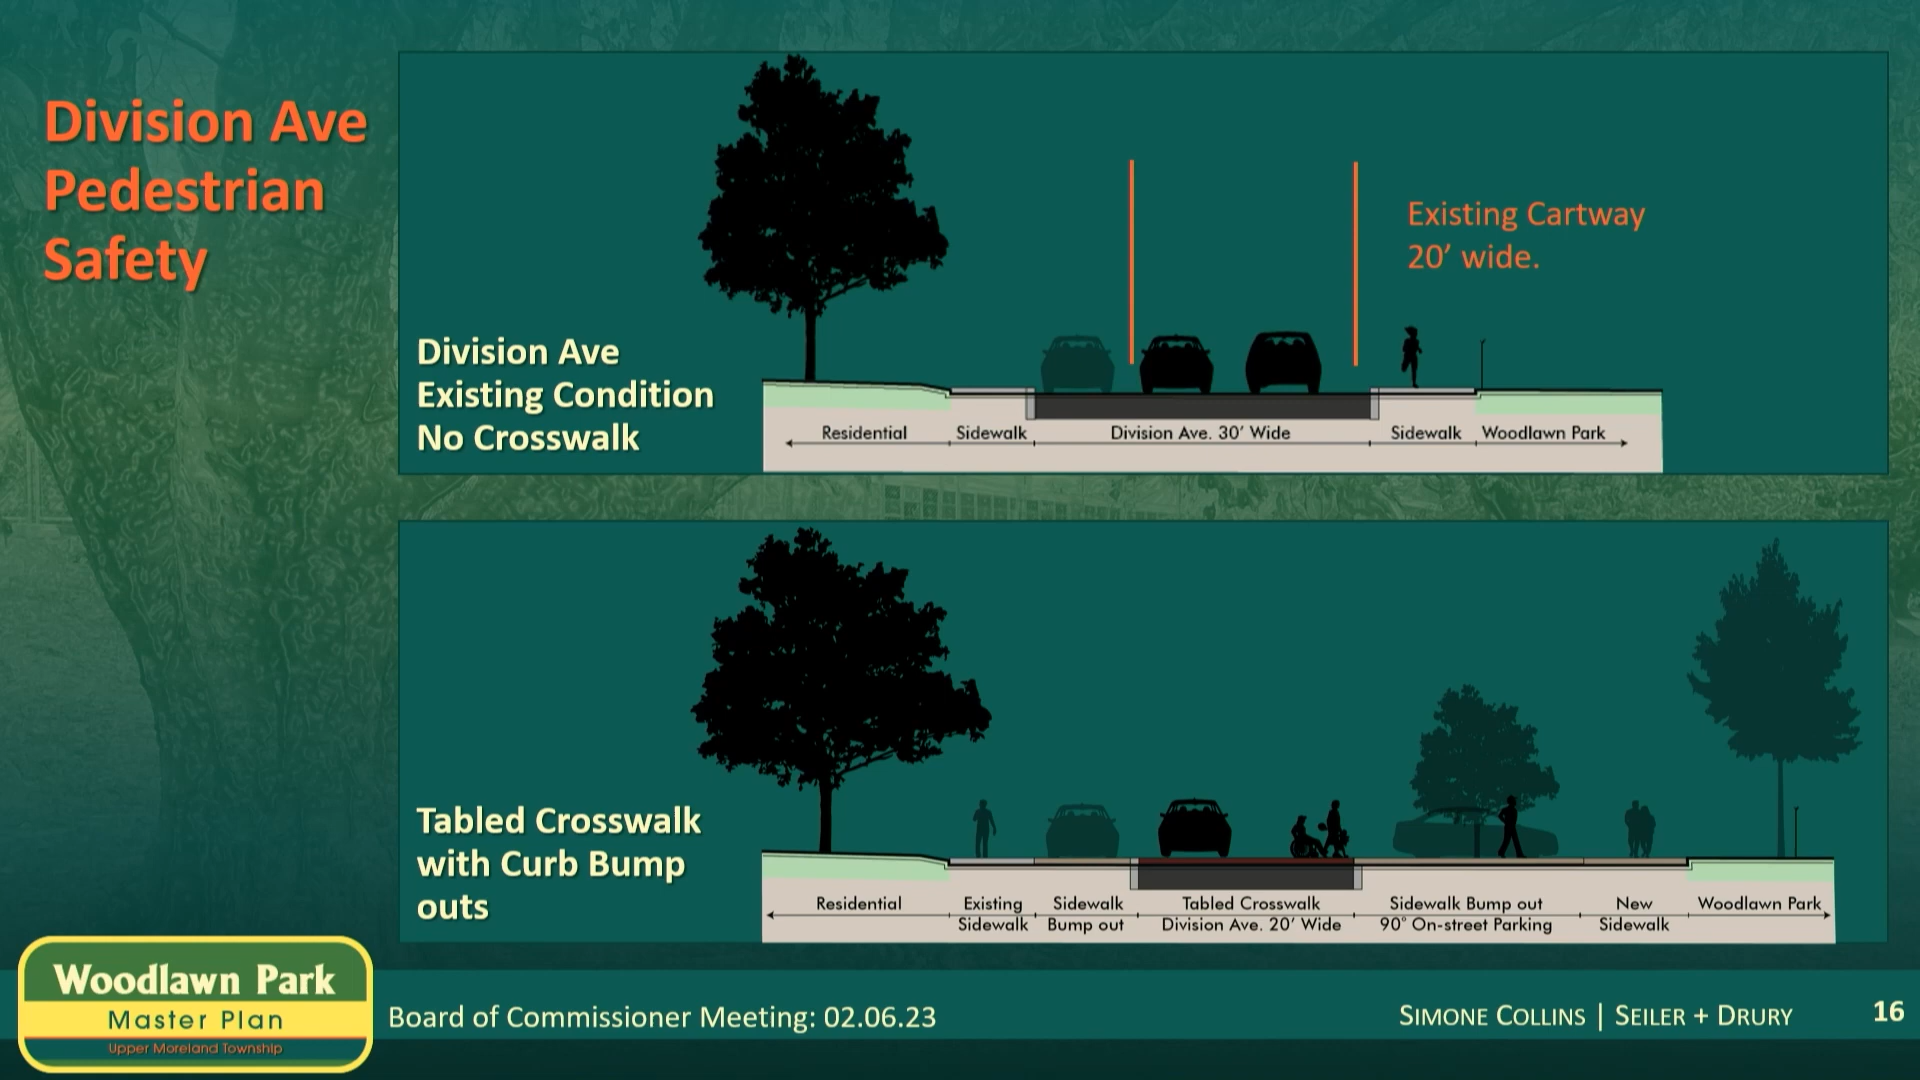 Division Ave
Pedestrian
Safety
Existing Cartway
20’ wide.
Division Ave
Existing Condition
No Crosswalk
Residential
Sidewalk
Division Ave. 30’ Wide
Sidewalk
Woodlawn Park
Tabled Crosswalk
with Curb Bump
outs
Residential
Existing
Sidewalk
Sidewalk
Bump out
Tabled Crosswalk
Division Ave. 20’ Wide
Sidewalk Bump out
90° On-street Parking
New
Sidewalk
Woodlawn Park
Woodlawn Park
Master Plan
Upper Moreland Township
Board of Commissioner Meeting: 02.06.23
SIMONE COLLINS | SEILER + DRURY
16